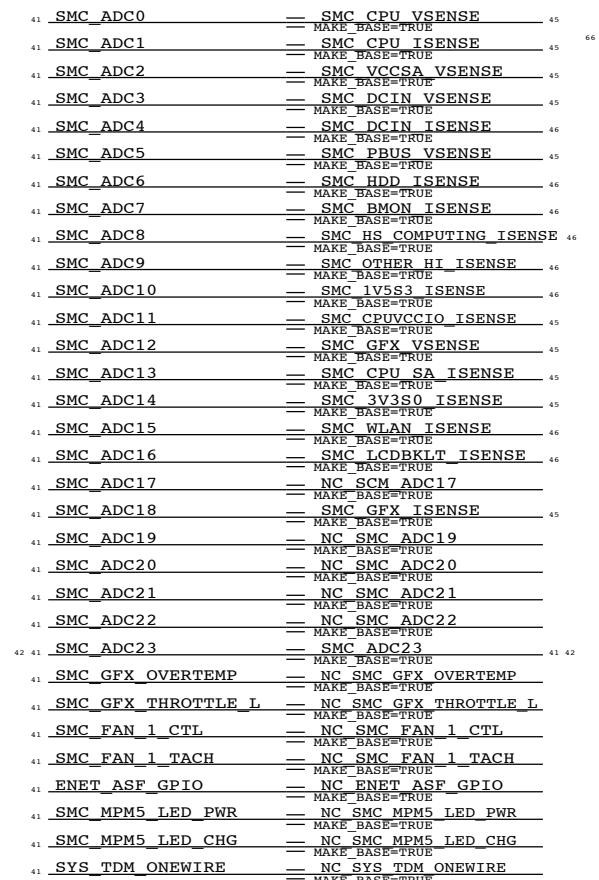 41 SMC_ADC0 SMC_CPU_VSENSE 45
MAKE_BASE=TRUE 66
41 SMC_ADC1 SMC_CPU_ISENSE 45
MAKE_BASE=TRUE
41 SMC_ADC2 SMC_VCCSA_VSENSE 45
MAKE_BASE=TRUE
41 SMC_ADC3 SMC_DCIN_VSENSE 45
MAKE_BASE=TRUE
41 SMC_ADC4 SMC_DCIN_ISENSE 46
MAKE_BASE=TRUE
41 SMC_ADC5 SMC_PBUS_VSENSE 45
MAKE_BASE=TRUE
41 SMC_ADC6 SMC_HDD_ISENSE 46
MAKE_BASE=TRUE
41 SMC_ADC7 SMC_BMON_ISENSE 46
MAKE_BASE=TRUE
41 SMC_ADC8 SMC_HS_COMPUTING_ISENSE 46
MAKE_BASE=TRUE
41 SMC_ADC9 SMC_OTHER_HI_ISENSE 46
MAKE_BASE=TRUE
41 SMC_ADC10 SMC_1V5S3_ISENSE 46
MAKE_BASE=TRUE
41 SMC_ADC11 SMC_CPUVCCIO_ISENSE 45
MAKE_BASE=TRUE
41 SMC_ADC12 SMC_GFX_VSENSE 45
MAKE_BASE=TRUE
41 SMC_ADC13 SMC_CPU_SA_ISENSE 45
MAKE_BASE=TRUE
41 SMC_ADC14 SMC_3V3S0_ISENSE 45
MAKE_BASE=TRUE
41 SMC_ADC15 SMC_WLAN_ISENSE 46
MAKE_BASE=TRUE
41 SMC_ADC16 SMC_LCDBKLT_ISENSE 46
MAKE_BASE=TRUE
41 SMC_ADC17 NC_SCM_ADC17
MAKE_BASE=TRUE
41 SMC_ADC18 SMC_GFX_ISENSE 45
MAKE_BASE=TRUE
41 SMC_ADC19 NC_SMC_ADC19
MAKE_BASE=TRUE
41 SMC_ADC20 NC_SMC_ADC20
MAKE_BASE=TRUE
41 SMC_ADC21 NC_SMC_ADC21
MAKE_BASE=TRUE
41 SMC_ADC22 NC_SMC_ADC22
MAKE_BASE=TRUE
42 41 SMC_ADC23 SMC_ADC23 41 42
MAKE_BASE=TRUE
41 SMC_GFX_OVERTEMP NC_SMC_GFX_OVERTEMP
MAKE_BASE=TRUE
41 SMC_GFX_THROTTLE_L NC_SMC_GFX_THROTTLE_L
MAKE_BASE=TRUE
41 SMC_FAN_1_CTL NC_SMC_FAN_1_CTL
MAKE_BASE=TRUE
41 SMC_FAN_1_TACH NC_SMC_FAN_1_TACH
MAKE_BASE=TRUE
41 ENET_ASF_GPIO NC_ENET_ASF_GPIO
MAKE_BASE=TRUE
41 SMC_MPM5_LED_PWR NC_SMC_MPM5_LED_PWR
MAKE_BASE=TRUE
41 SMC_MPM5_LED_CHG NC_SMC_MPM5_LED_CHG
MAKE_BASE=TRUE
41 SYS_TDM_ONEWIRE NC_SYS_TDM_ONEWIRE
MAKE_BASE=TRUE